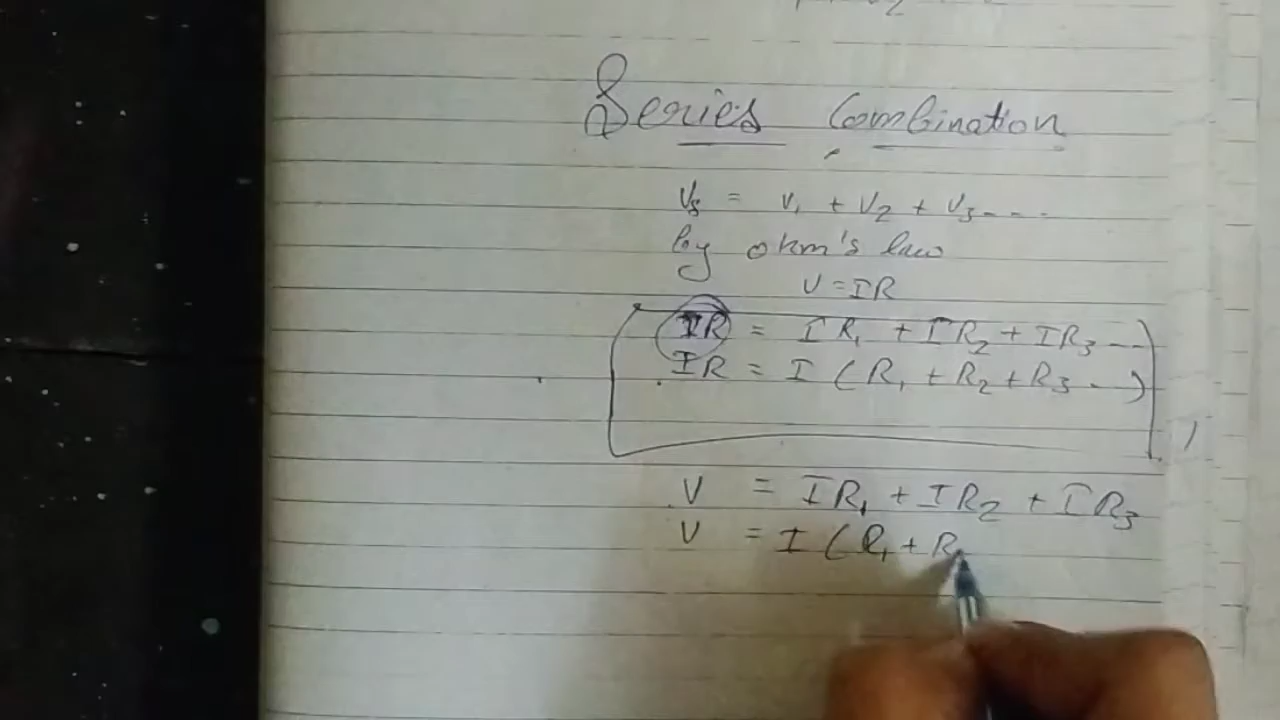 Series Combination
Vs = V1 + V2 + V3 - - -
by ohm's law
V = IR
IR = IR1 + IR2 + IR3 - -
IR = I (R1 + R2 + R3 - -)
V = IR1 + IR2 + IR3
V = I (R1 + R